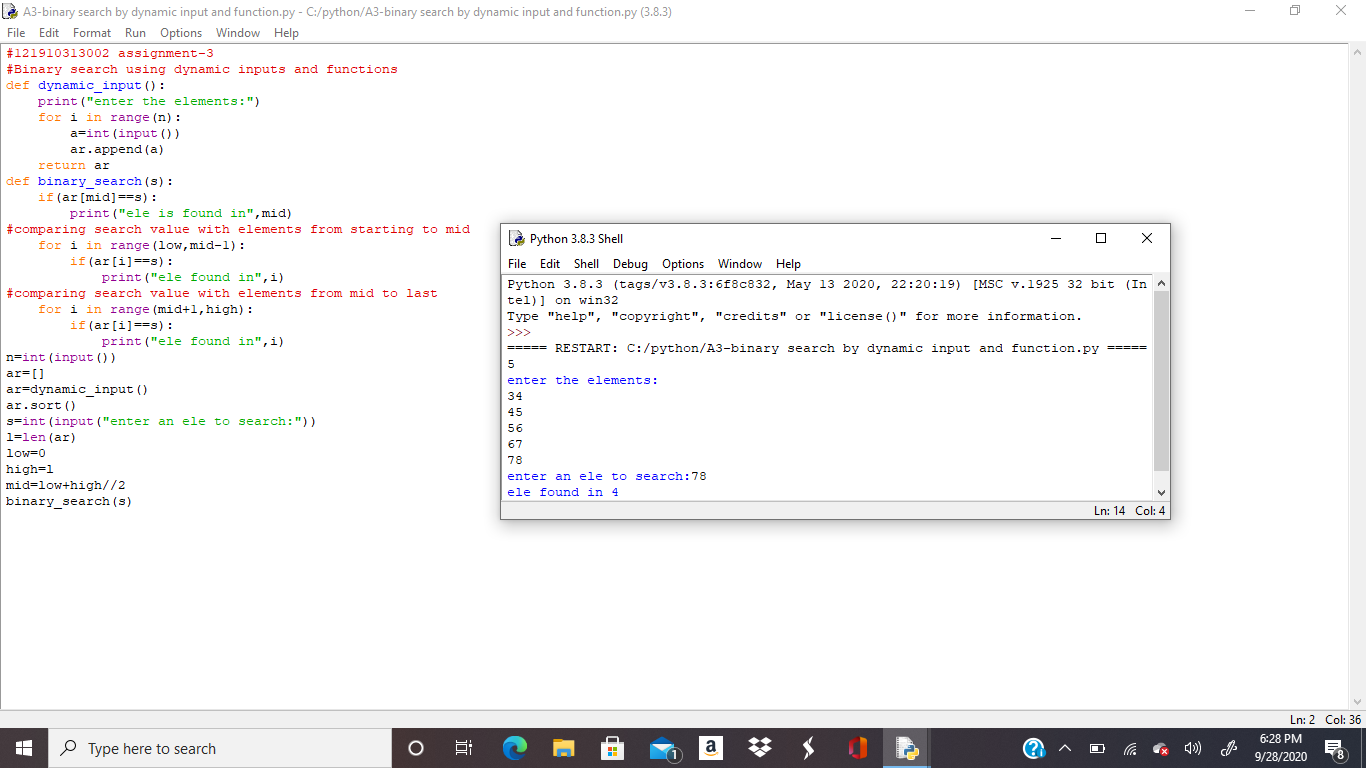 A3-binary search by dynamic input and function.py - C:/python/A3-binary search by dynamic input and function.py (3.8.3)
File Edit Format Run Options Window Help
#121910313002 assignment-3
#Binary search using dynamic inputs and functions
def dynamic_input():
    print("enter the elements:")
    for i in range(n):
        a=int(input())
        ar.append(a)
    return ar
def binary_search(s):
    if(ar[mid]==s):
        print("ele is found in",mid)
#comparing search value with elements from starting to mid
    for i in range(low,mid-1):
        if(ar[i]==s):
            print("ele found in",i)
#comparing search value with elements from mid to last
    for i in range(mid+1,high):
        if(ar[i]==s):
            print("ele found in",i)
n=int(input())
ar=[]
ar=dynamic_input()
ar.sort()
s=int(input("enter an ele to search:"))
l=len(ar)
low=0
high=l
mid=low+high//2
binary_search(s)
Python 3.8.3 Shell
File Edit Shell Debug Options Window Help
Python 3.8.3 (tags/v3.8.3:6f8c832, May 13 2020, 22:20:19) [MSC v.1925 32 bit (In
tel)] on win32
Type "help", "copyright", "credits" or "license()" for more information.
>>>
===== RESTART: C:/python/A3-binary search by dynamic input and function.py =====
5
enter the elements:
34
45
56
67
78
enter an ele to search:78
ele found in 4
Ln: 14 Col: 4
Ln: 2 Col: 36
Type here to search
1
a
6:28 PM
9/28/2020
8